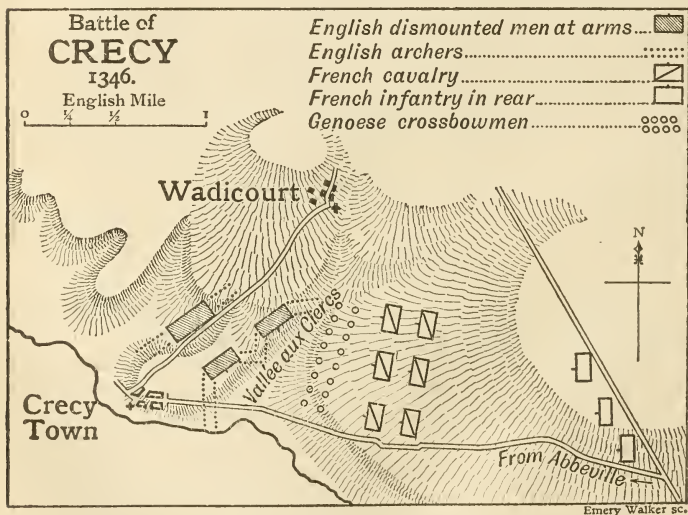 Battle of
CRECY
1346.
English Mile
0 ¼ ½ 1
English dismounted men at arms....
English archers....................
French cavalry.....................
French infantry in rear............
Genoese crossbowmen................
Wadicourt
N
Vallée aux Clercs
Crecy
Town
From Abbeville
Emery Walker sc.